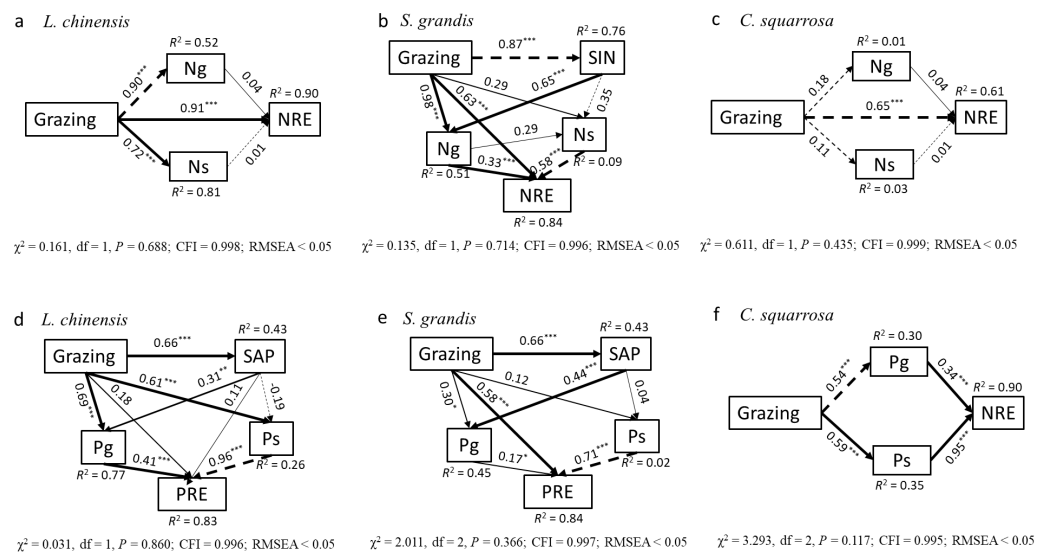 a L. chinensis
R² = 0.52
Ng
0.90***
0.04
R² = 0.90
Grazing
0.91***
NRE
0.72***
0.01
Ns
R² = 0.81
χ² = 0.161, df = 1, P = 0.688; CFI = 0.998; RMSEA < 0.05
b S. grandis
R² = 0.76
Grazing
0.87***
SIN
0.98***
0.63***
0.29
0.65***
0.35
Ng
0.29
Ns
R² = 0.51
0.33***
0.58***
R² = 0.09
NRE
R² = 0.84
χ² = 0.135, df = 1, P = 0.714; CFI = 0.996; RMSEA < 0.05
c C. squarrosa
R² = 0.01
Ng
0.18
0.04
R² = 0.61
Grazing
0.65***
NRE
0.11
0.01
Ns
R² = 0.03
χ² = 0.611, df = 1, P = 0.435; CFI = 0.999; RMSEA < 0.05
d L. chinensis
R² = 0.43
Grazing
0.66***
SAP
0.69***
0.18
0.61***
0.31**
0.11
-0.19
Pg
Ps
R² = 0.77
0.41***
0.96***
R² = 0.26
PRE
R² = 0.83
χ² = 0.031, df = 1, P = 0.860; CFI = 0.996; RMSEA < 0.05
e S. grandis
R² = 0.43
Grazing
0.66***
SAP
0.30*
0.58***
0.12
0.44***
0.04
Pg
Ps
R² = 0.45
0.17*
0.71***
R² = 0.02
PRE
R² = 0.84
χ² = 2.011, df = 2, P = 0.366; CFI = 0.997; RMSEA < 0.05
f C. squarrosa
R² = 0.30
Pg
0.54***
0.34***
R² = 0.90
Grazing
NRE
0.59***
0.95***
Ps
R² = 0.35
χ² = 3.293, df = 2, P = 0.117; CFI = 0.995; RMSEA < 0.05